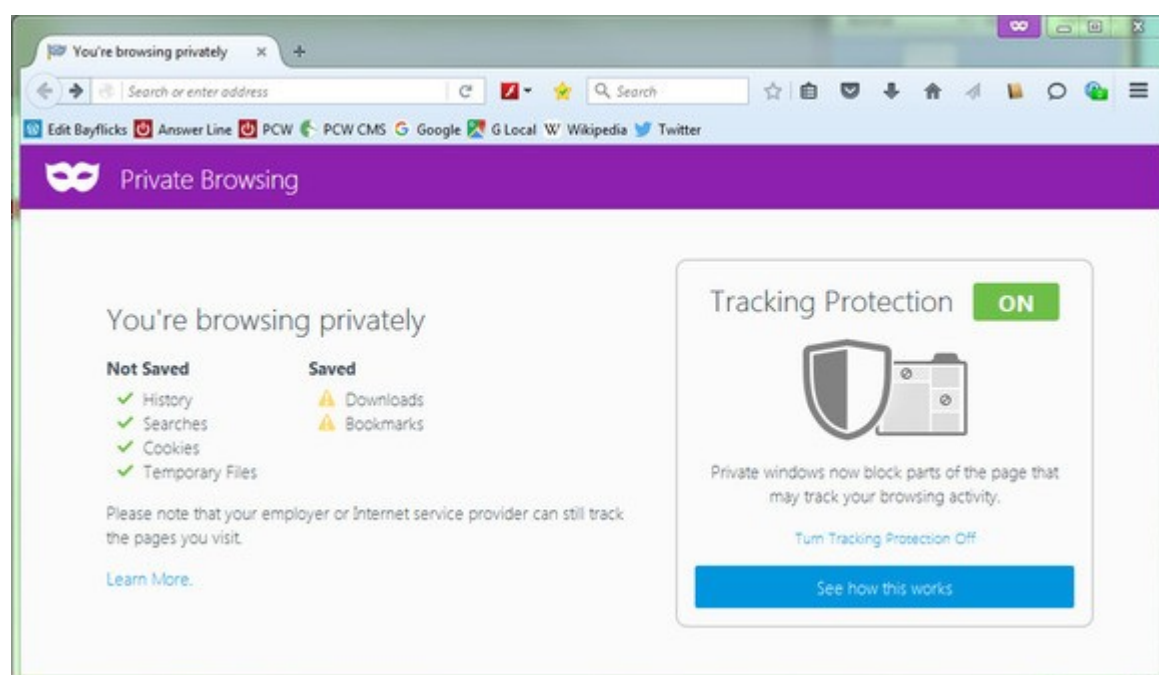 You're browsing privately
Search or enter address
Search
Edit Bayflicks Answer Line PCW PCW CMS Google G Local Wikipedia Twitter
Private Browsing
You're browsing privately
Not Saved Saved
History Downloads
Searches Bookmarks
Cookies
Temporary Files
Please note that your employer or Internet service provider can still track
the pages you visit.
Learn More.
Tracking Protection ON
Private windows now block parts of the page that
may track your browsing activity.
Turn Tracking Protection Off
See how this works